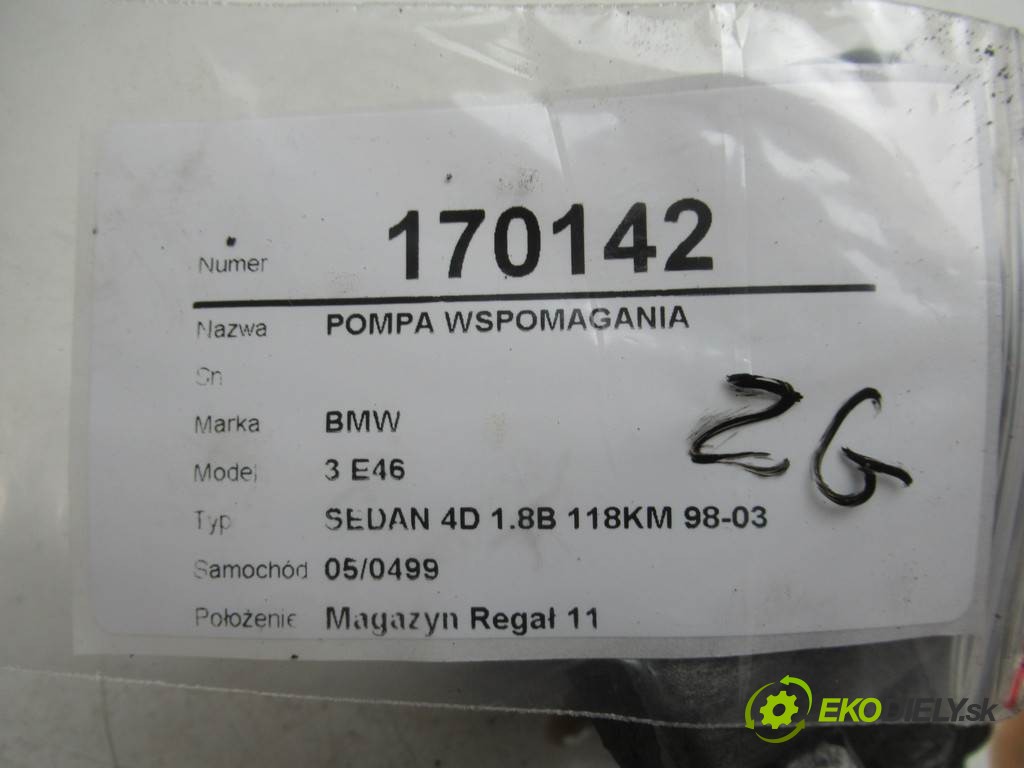 Numer 170142
Nazwa POMPA WSPOMAGANIA
Sn
Marka BMW
Model 3 E46
Typ SEDAN 4D 1.8B 118KM 98-03
Samochód 05/0499
Położenie Magazyn Regał 11
ZG
EKODIELY.sk